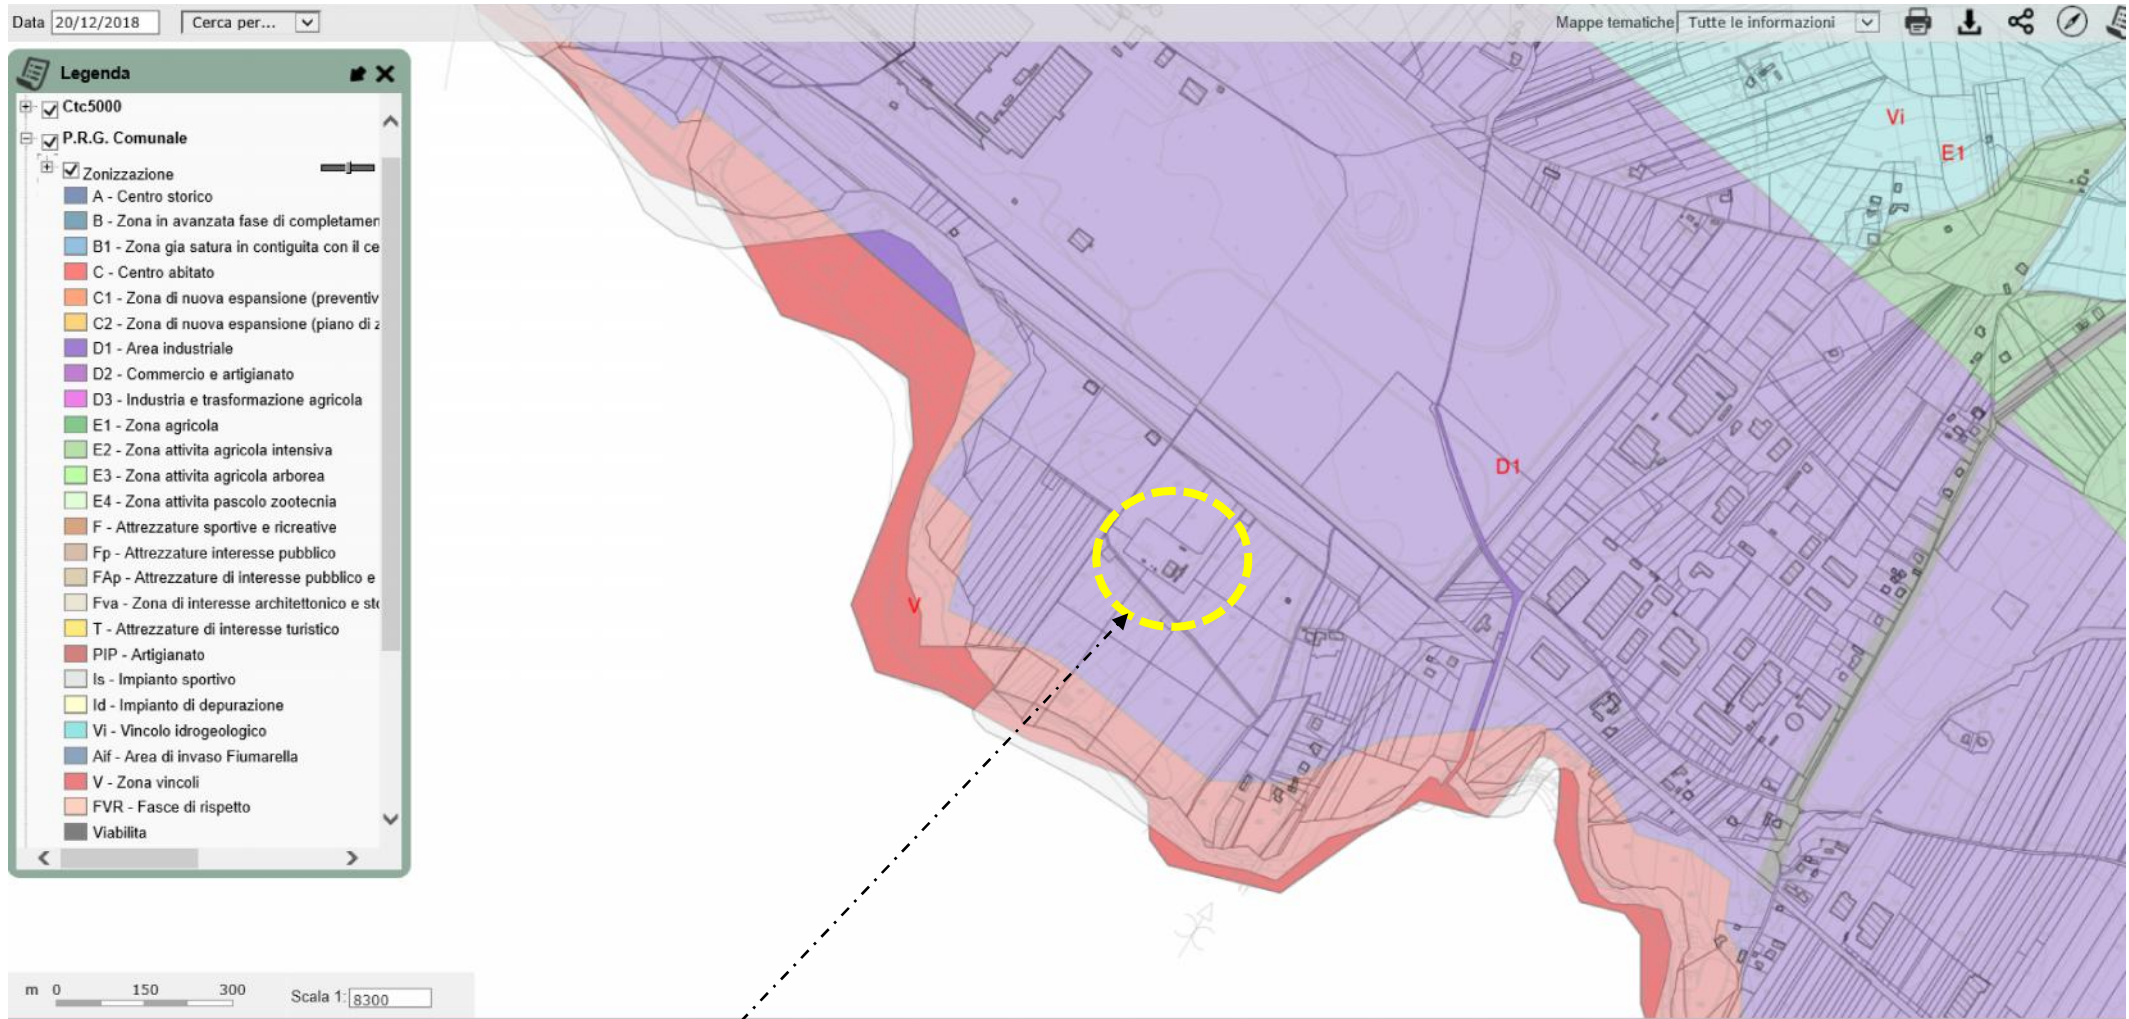 Data 20/12/2018 Cerca per... Mappe tematiche Tutte le informazioni
Legenda
Ctc5000
P.R.G. Comunale
Zonizzazione
A - Centro storico
B - Zona in avanzata fase di completamen
B1 - Zona gia satura in contiguita con il ce
C - Centro abitato
C1 - Zona di nuova espansione (preventiv
C2 - Zona di nuova espansione (piano di z
D1 - Area industriale
D2 - Commercio e artigianato
D3 - Industria e trasformazione agricola
E1 - Zona agricola
E2 - Zona attivita agricola intensiva
E3 - Zona attivita agricola arborea
E4 - Zona attivita pascolo zootecnia
F - Attrezzature sportive e ricreative
Fp - Attrezzature interesse pubblico
FAp - Attrezzature di interesse pubblico e
Fva - Zona di interesse architettonico e sto
T - Attrezzature di interesse turistico
PIP - Artigianato
Is - Impianto sportivo
Id - Impianto di depurazione
Vi - Vincolo idrogeologico
Aif - Area di invaso Fiumarella
V - Zona vincoli
FVR - Fasce di rispetto
Viabilita
Vi
E1
D1
V
m 0 150 300 Scala 1: 8300